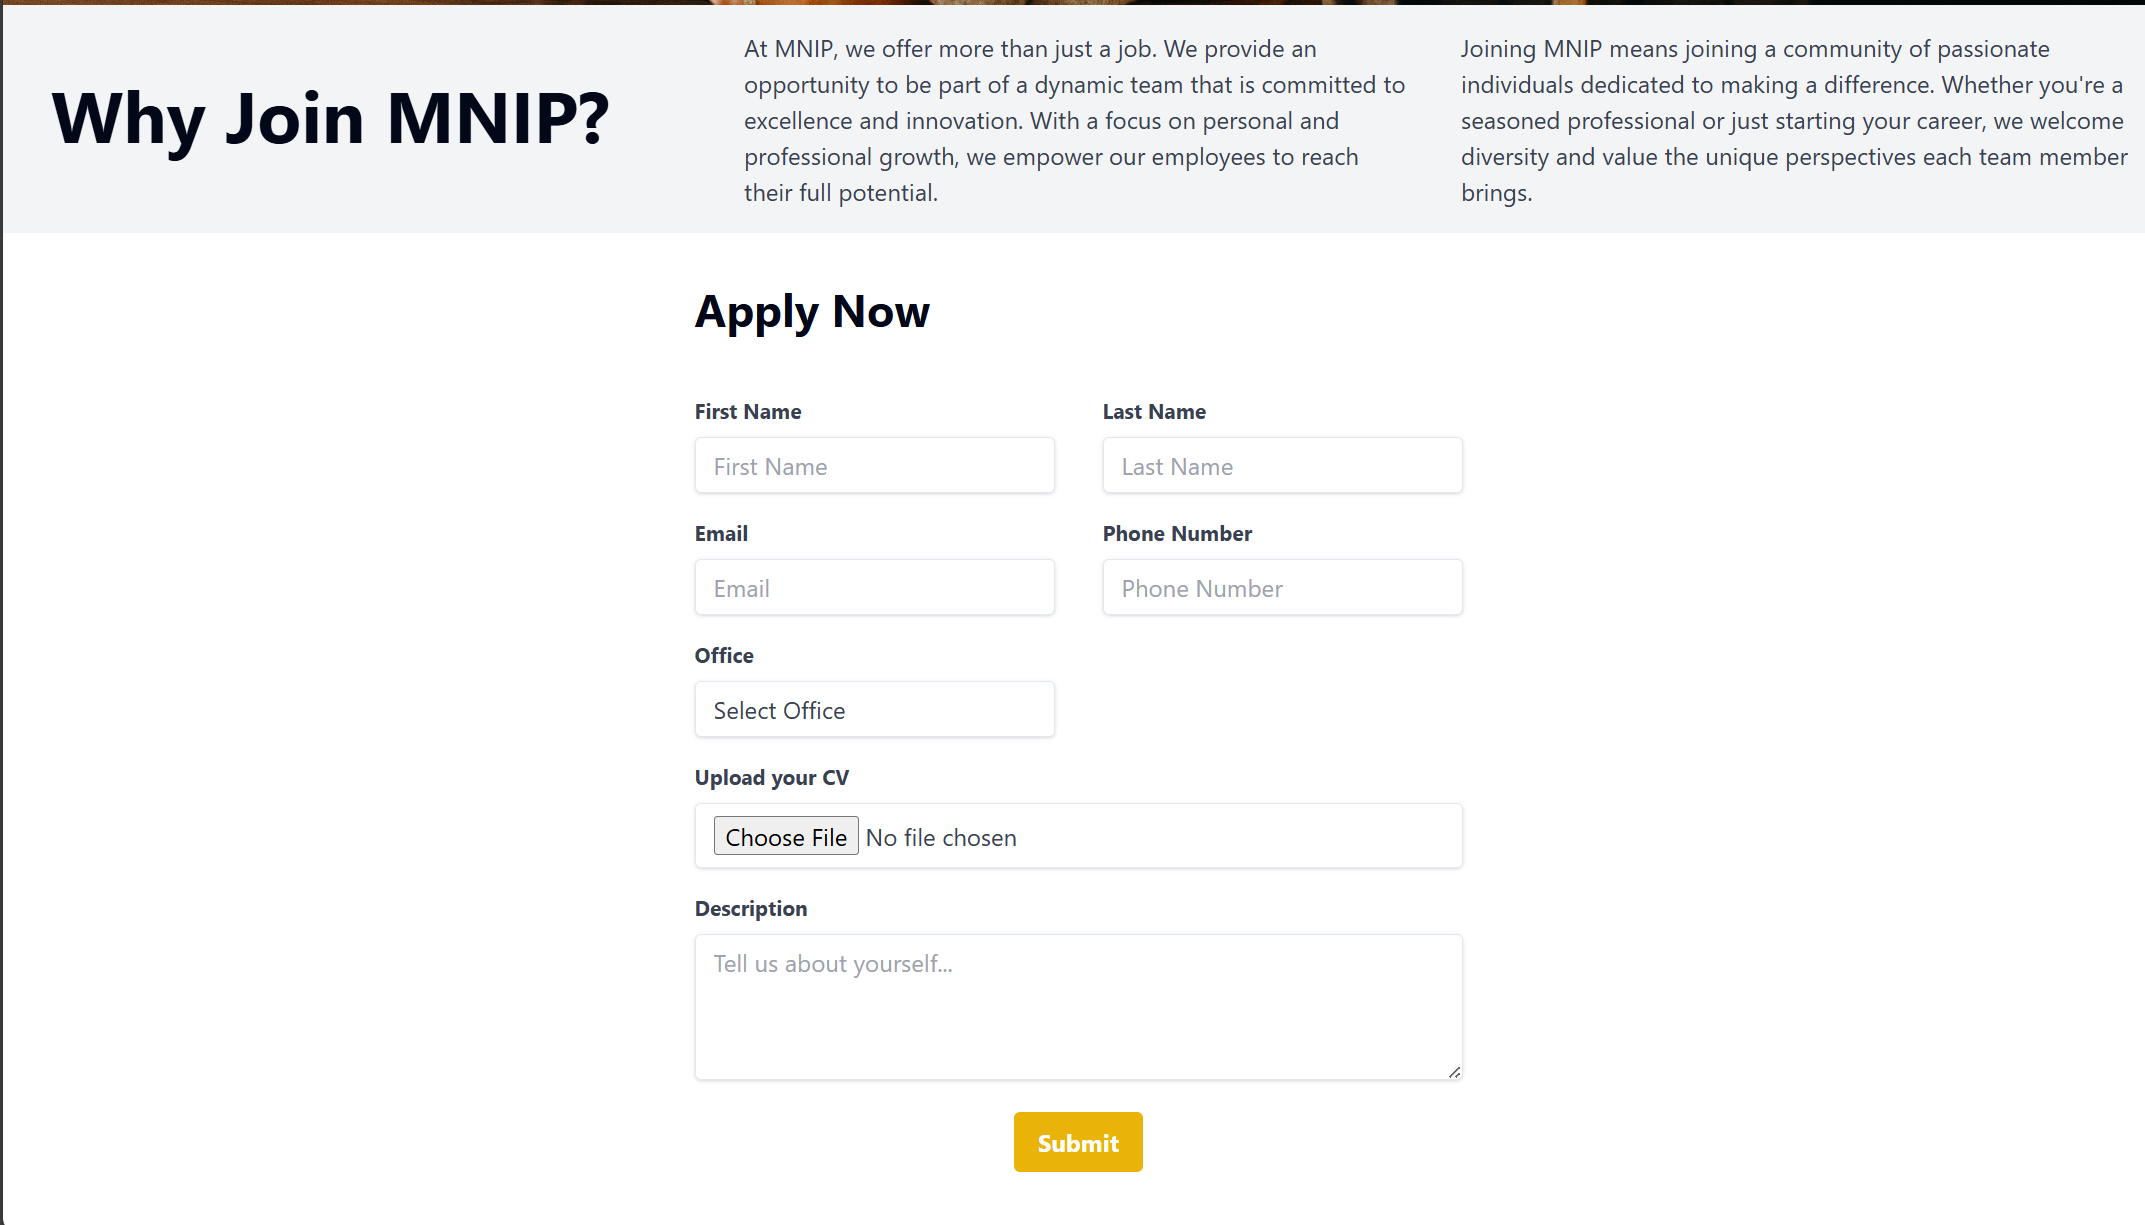 Why Join MNIP?
At MNIP, we offer more than just a job. We provide an
opportunity to be part of a dynamic team that is committed to
excellence and innovation. With a focus on personal and
professional growth, we empower our employees to reach
their full potential.
Joining MNIP means joining a community of passionate
individuals dedicated to making a difference. Whether you're a
seasoned professional or just starting your career, we welcome
diversity and value the unique perspectives each team member
brings.
Apply Now
First Name
First Name
Last Name
Last Name
Email
Email
Phone Number
Phone Number
Office
Select Office
Upload your CV
Choose File No file chosen
Description
Tell us about yourself...
Submit